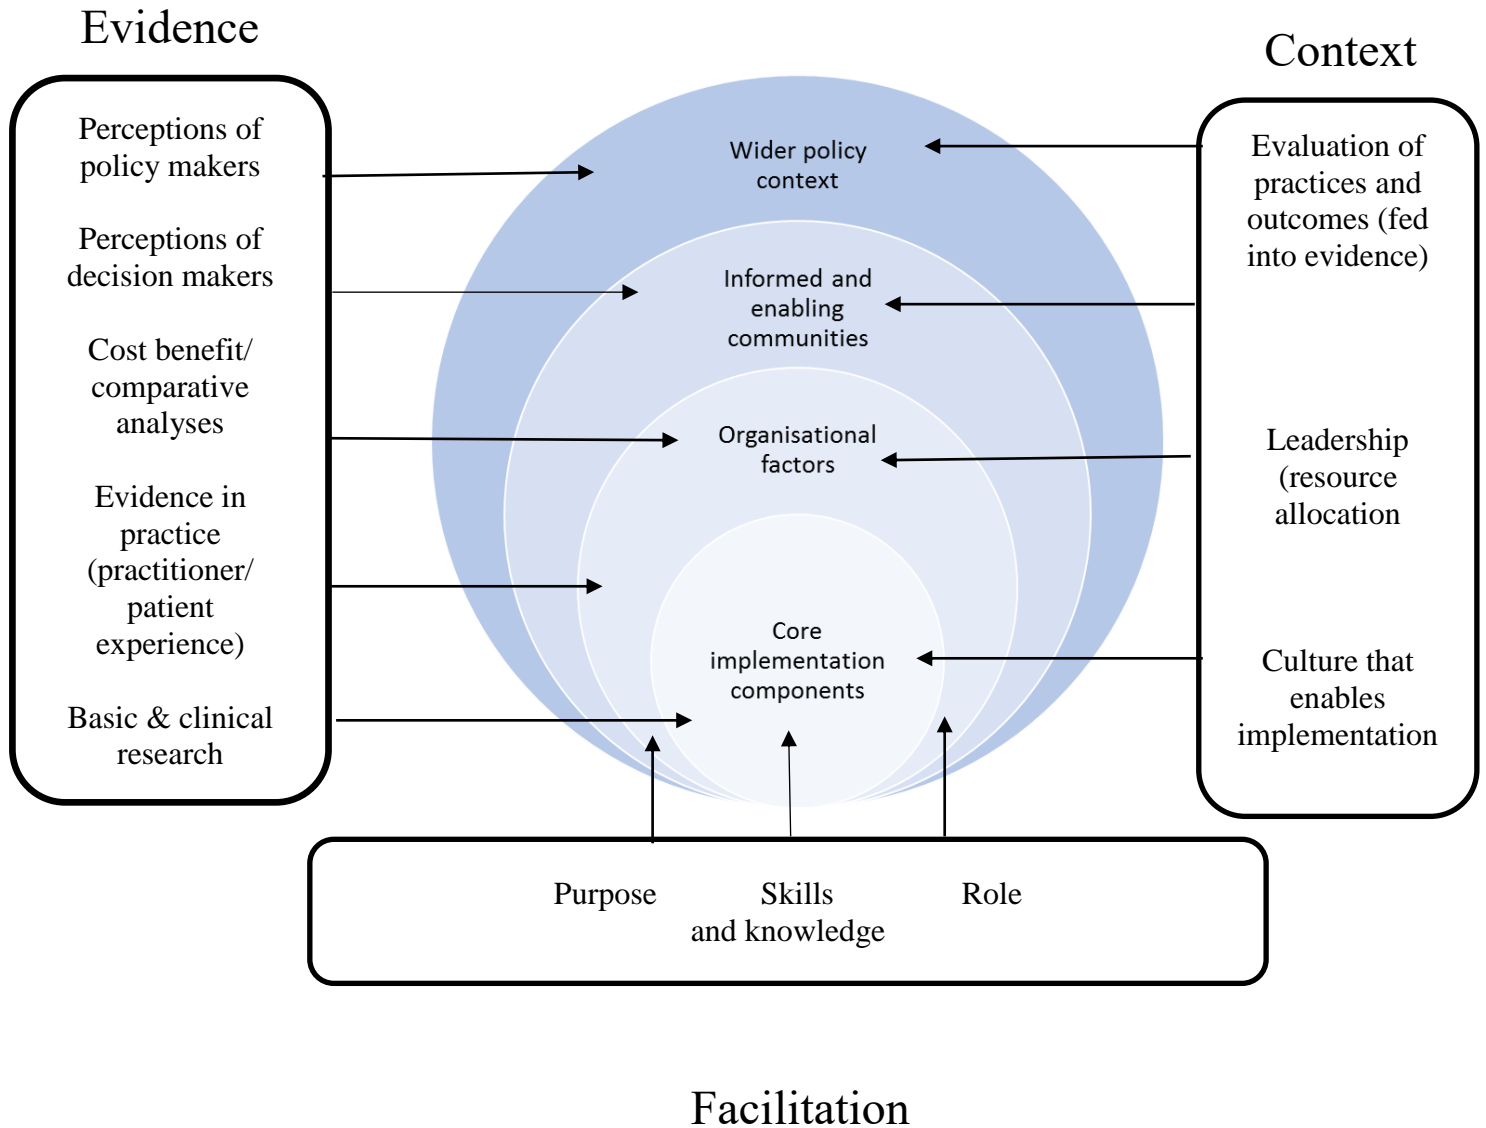 Evidence
Perceptions of
policy makers
Perceptions of
decision makers
Cost benefit/
comparative
analyses
Evidence in
practice
(practitioner/
patient
experience)
Basic & clinical
research
Wider policy
context
Informed and
enabling
communities
Organisational
factors
Core
implementation
components
Context
Evaluation of
practices and
outcomes (fed
into evidence)
Leadership
(resource
allocation
Culture that
enables
implementation
Purpose Skills Role
and knowledge
Facilitation